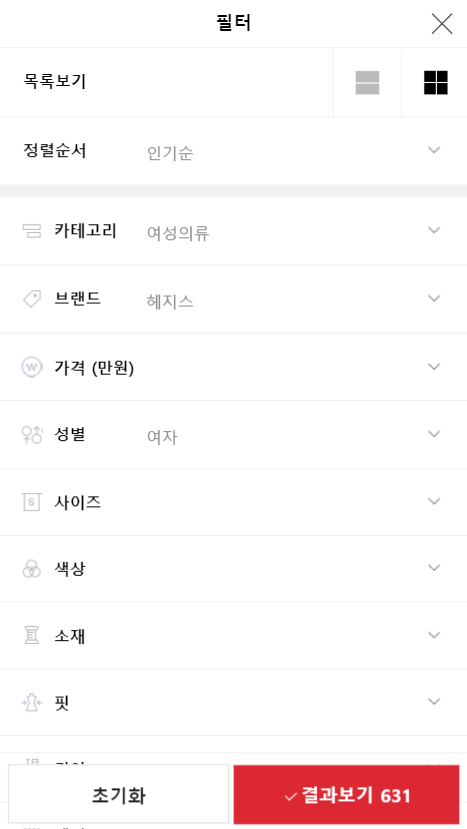 필터
목록보기
정렬순서 인기순
카테고리 여성의류
브랜드 헤지스
가격 (만원)
성별 여자
사이즈
색상
소재
핏
초기화 결과보기 631